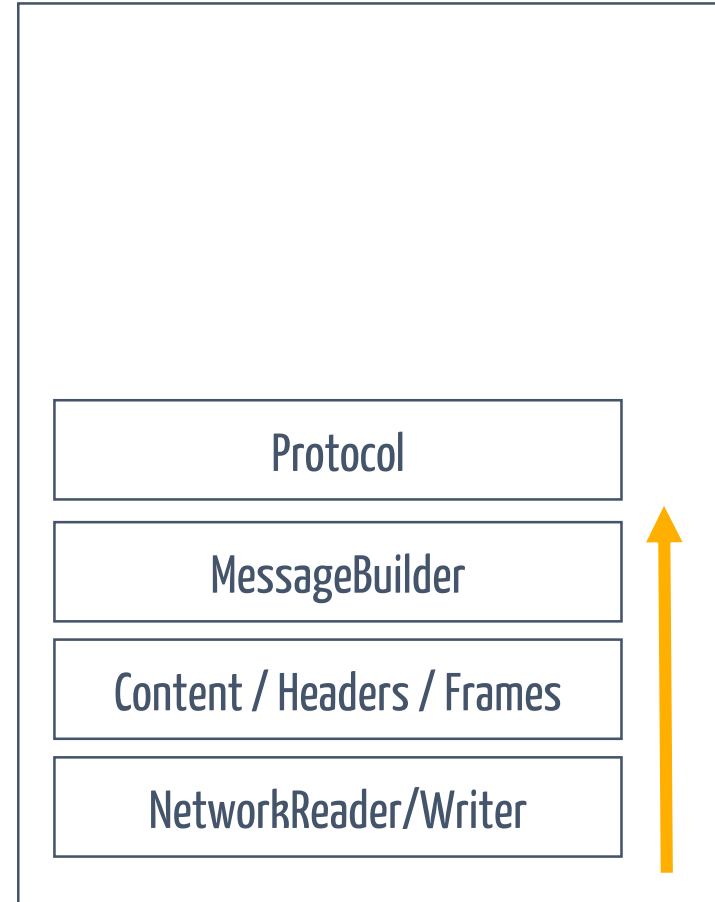 Protocol
MessageBuilder
Content / Headers / Frames
NetworkReader/Writer